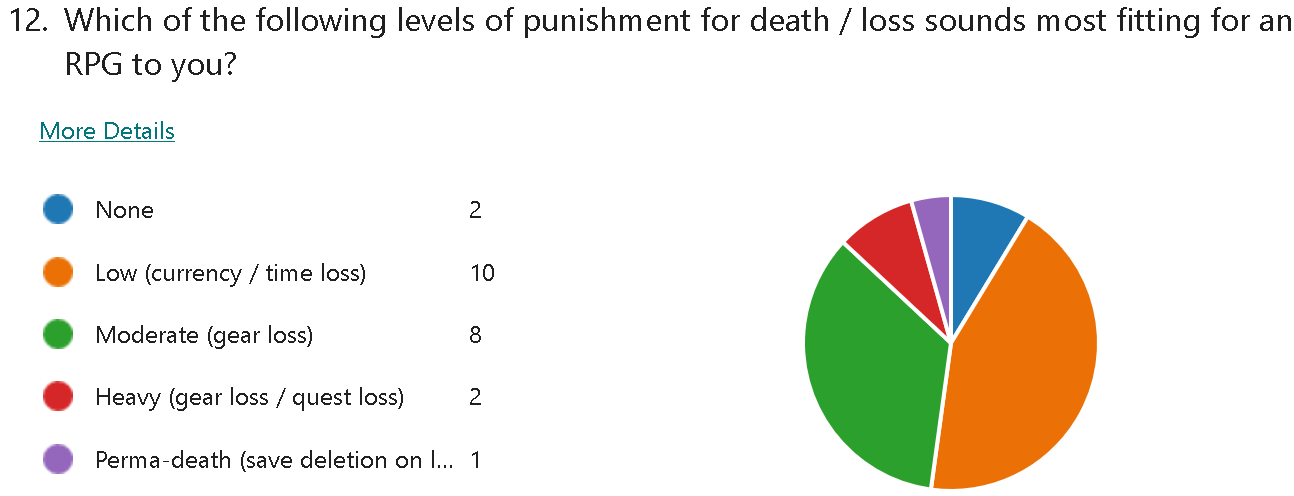 12. Which of the following levels of punishment for death / loss sounds most fitting for an
RPG to you?
More Details
None 2
Low (currency / time loss) 10
Moderate (gear loss) 8
Heavy (gear loss / quest loss) 2
Perma-death (save deletion on l... 1